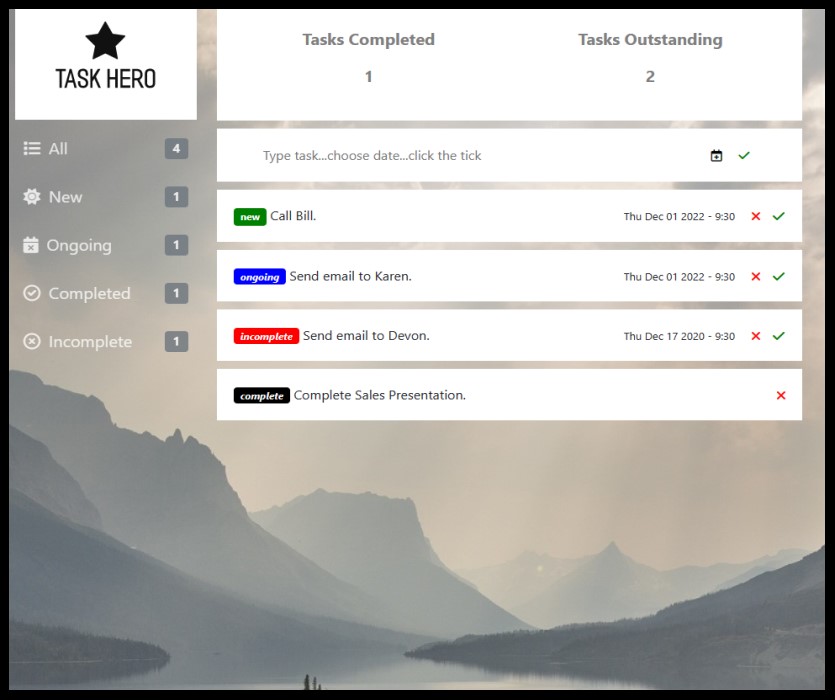 TASK HERO
All 4
New 1
Ongoing 1
Completed 1
Incomplete 1
Tasks Completed Tasks Outstanding
1 2
Type task...choose date...click the tick
new Call Bill. Thu Dec 01 2022 - 9:30
ongoing Send email to Karen. Thu Dec 01 2022 - 9:30
incomplete Send email to Devon. Thu Dec 17 2020 - 9:30
complete Complete Sales Presentation.